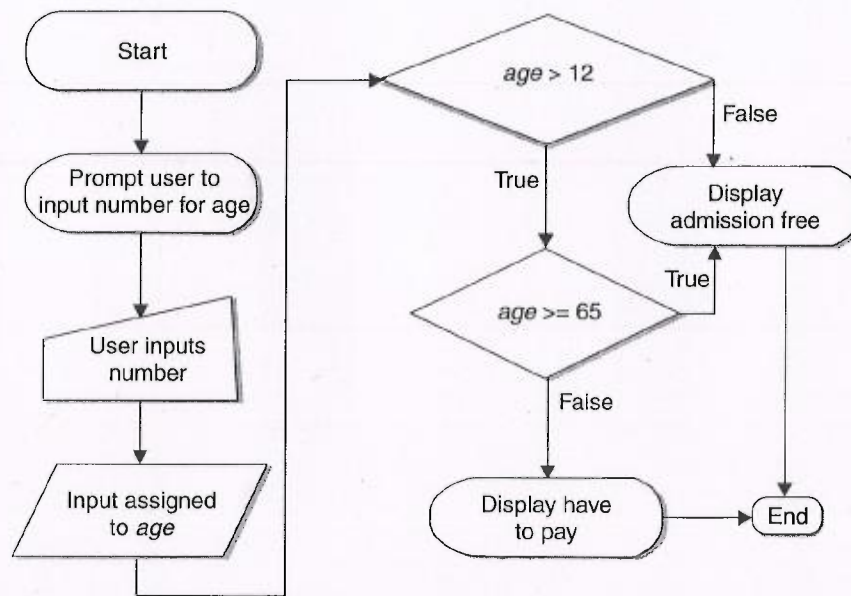 Start
Prompt user to
input number for age
User inputs
number
Input assigned
to age
age > 12
False
True
Display
admission free
True
age >= 65
False
Display have
to pay
End